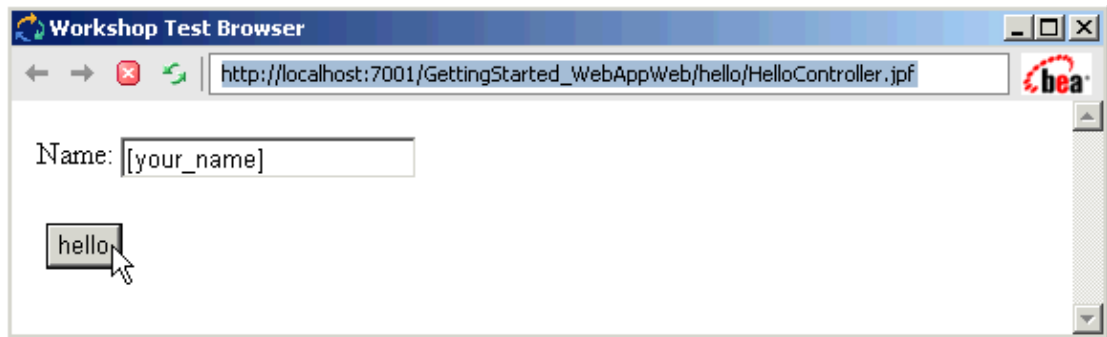 Workshop Test Browser
http://localhost:7001/GettingStarted_WebAppWeb/hello/HelloController.jpf
bea
Name: [your_name]
hello